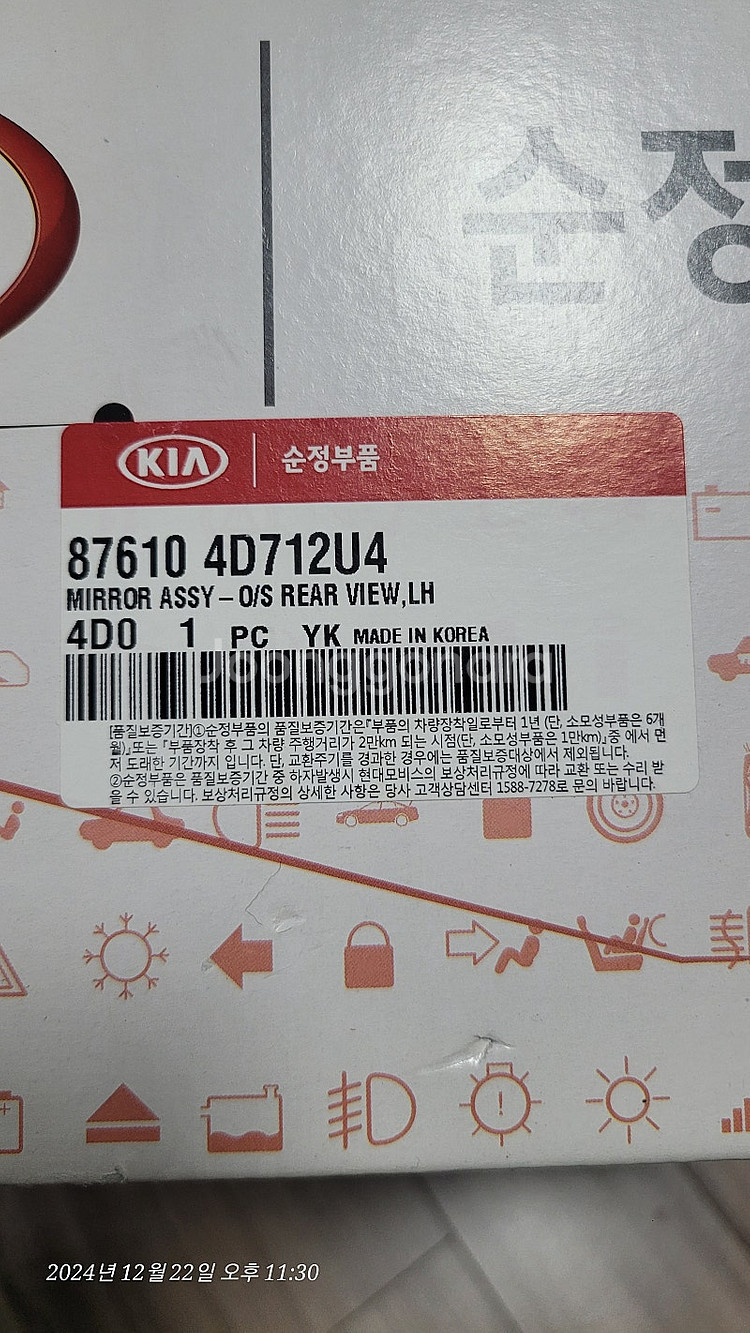 순정
KIA 순정부품
87610 4D712U4
MIRROR ASSY – O/S REAR VIEW,LH
4D0 1 PC YK MADE IN KOREA
Joonggonara
[품질보증기간]①순정부품의 품질보증기간은『부품의 차량장착일로부터 1년 (단, 소모성부품은 6개
월)』또는 『부품장착 후 그 차량 주행거리가 2만km 되는 시점(단, 소모성부품은 1만km)』중 에서 먼
저 도래한 기간까지 입니다. 단, 교환주기를 경과한 경우에는 품질보증대상에서 제외됩니다.
②순정부품은 품질보증기간 중 하자발생시 현대모비스의 보상처리규정에 따라 교환 또는 수리 받
을 수 있습니다. 보상처리규정의 상세한 사항은 당사 고객상담센터 1588-7278로 문의 바랍니다.
2024년 12월 22일 오후 11:30